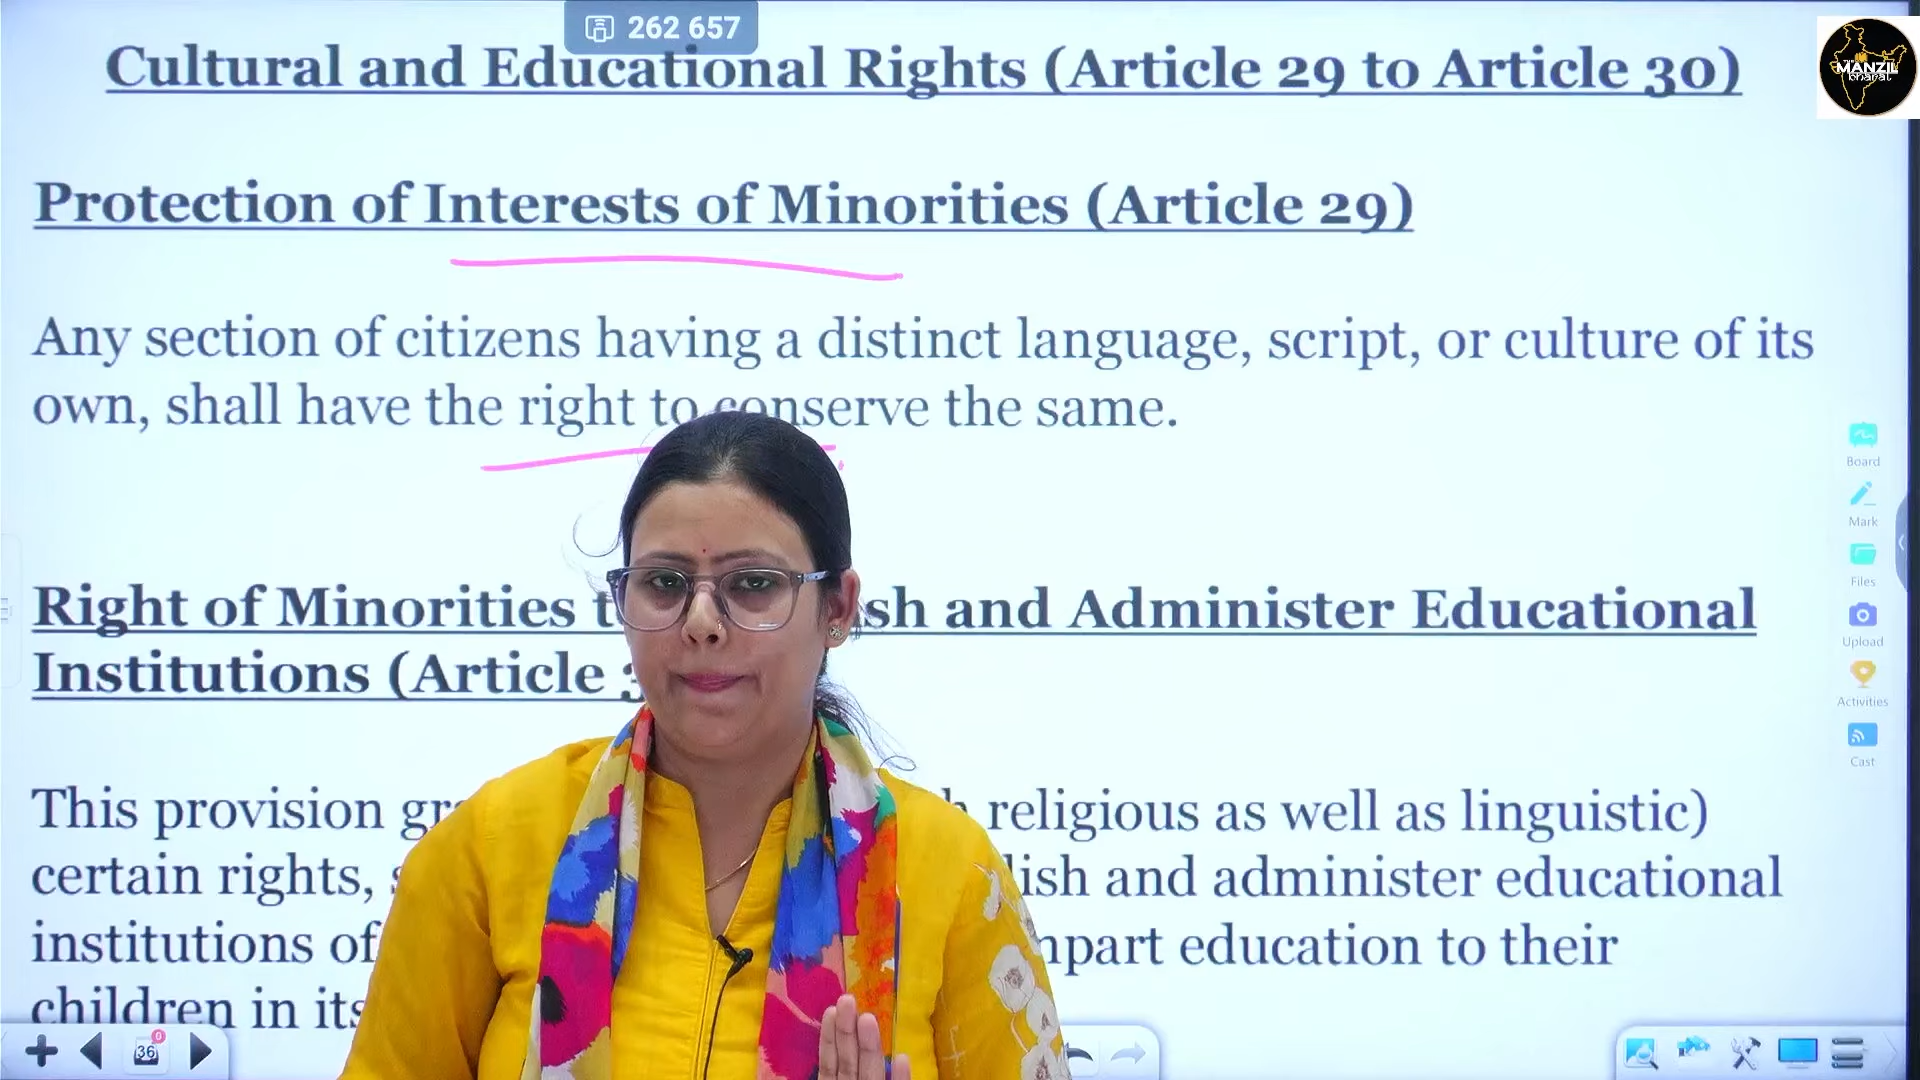 262 657
Cultural and Educational Rights (Article 29 to Article 30)
MANZIL
bharat
Protection of Interests of Minorities (Article 29)
Any section of citizens having a distinct language, script, or culture of its
own, shall have the right to conserve the same.
Right of Minorities sh and Administer Educational
Institutions (Article
This provision religious as well as linguistic)
certain rights, lish and administer educational
institutions of education to their
children in its
Board
Mark
Files
Upload
Activities
Cast
36
0